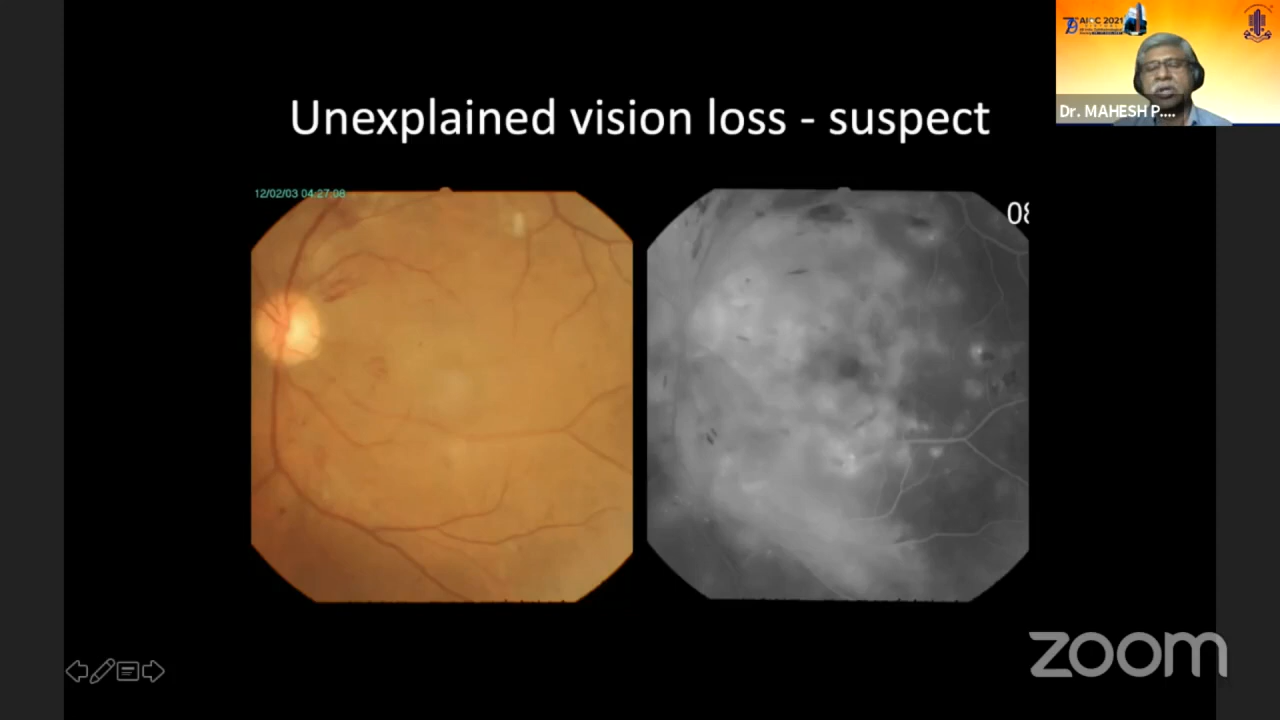 AIOC 2021
Dr. MAHESH P....
Unexplained vision loss - suspect
12/02/03 04:27:08
08
zoom